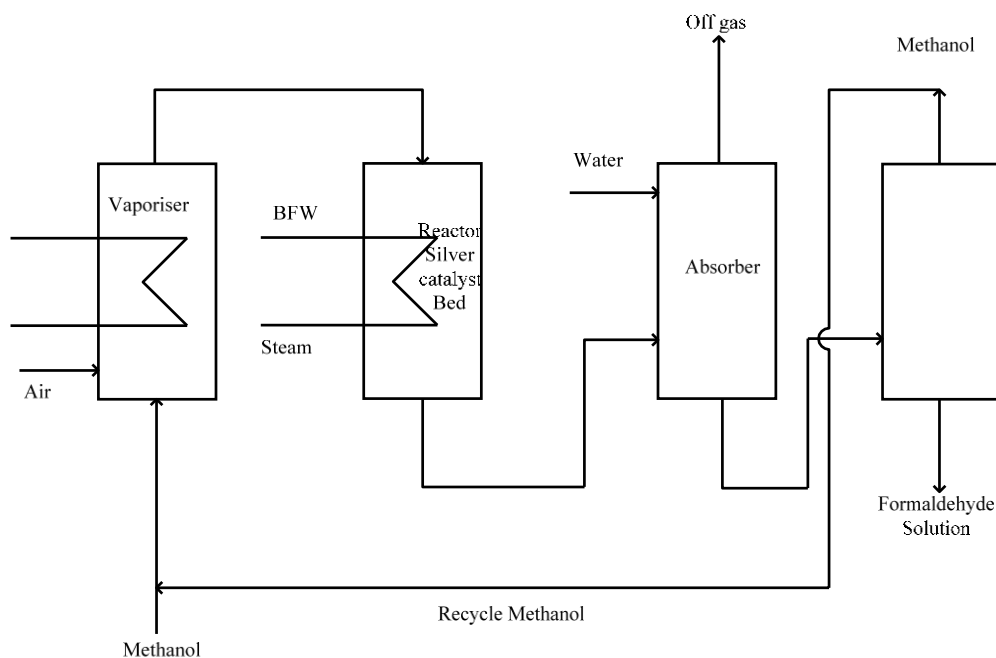 Off gas
Methanol
Vaporiser
Water
BFW
Reactor
Silver
catalyst
Bed
Absorber
Steam
Air
Formaldehyde
Solution
Recycle Methanol
Methanol